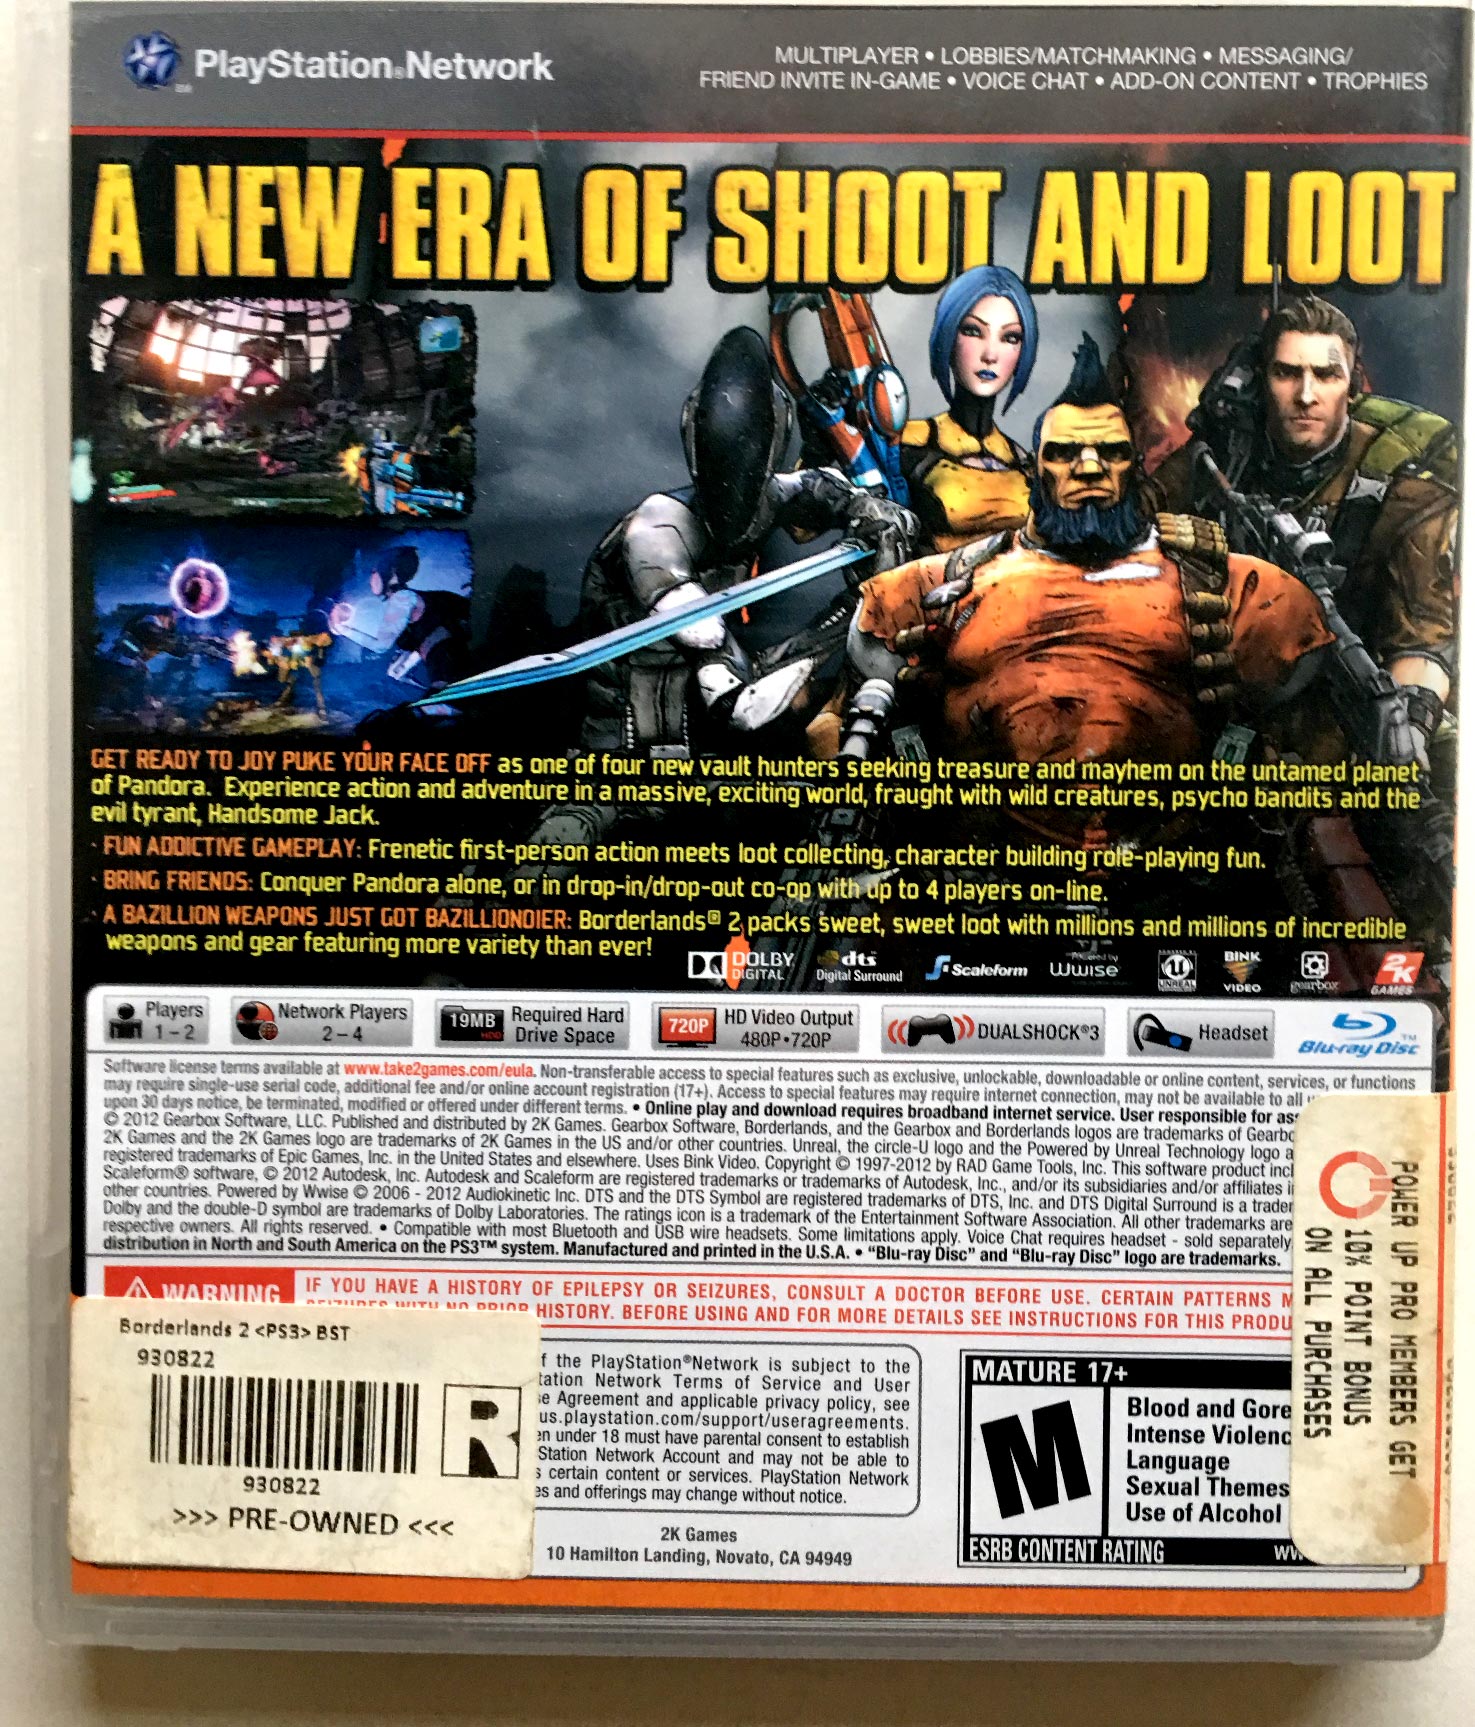 PlayStation®Network
MULTIPLAYER • LOBBIES/MATCHMAKING • MESSAGING/
FRIEND INVITE IN-GAME • VOICE CHAT • ADD-ON CONTENT • TROPHIES
A NEW ERA OF SHOOT AND LOOT
GET READY TO JOY PUKE YOUR FACE OFF as one of four new vault hunters seeking treasure and mayhem on the untamed planet
of Pandora. Experience action and adventure in a massive, exciting world, fraught with wild creatures, psycho bandits and the
evil tyrant, Handsome Jack.
· FUN ADDICTIVE GAMEPLAY: Frenetic first-person action meets loot collecting, character building role-playing fun.
· BRING FRIENDS: Conquer Pandora alone, or in drop-in/drop-out co-op with up to 4 players on-line.
· A BAZILLION WEAPONS JUST GOT BAZILLIONDIER: Borderlands® 2 packs sweet, sweet loot with millions and millions of incredible
weapons and gear featuring more variety than ever!
DOLBY
DIGITAL
dts
Digital Surround
Scaleform
Powered by
Wwise
UNREAL
BINK
VIDEO
gearbox
2K
GAMES
Players
1-2
Network Players
2-4
19MB
HDD
Required Hard
Drive Space
720P
HD Video Output
480P•720P
DUALSHOCK®3
Headset
Blu-ray Disc™
Software license terms available at www.take2games.com/eula. Non-transferable access to special features such as exclusive, unlockable, downloadable or online content, services, or functions
may require single-use serial code, additional fee and/or online account registration (17+). Access to special features may require internet connection, may not be available to all
upon 30 days notice, be terminated, modified or offered under different terms. • Online play and download requires broadband internet service. User responsible for ass
© 2012 Gearbox Software, LLC. Published and distributed by 2K Games. Gearbox Software, Borderlands, and the Gearbox and Borderlands logos are trademarks of Gearbo
2K Games and the 2K Games logo are trademarks of 2K Games in the US and/or other countries. Unreal, the circle-U logo and the Powered by Unreal Technology logo a
registered trademarks of Epic Games, Inc. in the United States and elsewhere. Uses Bink Video. Copyright © 1997-2012 by RAD Game Tools, Inc. This software product incl
Scaleform® software, © 2012 Autodesk, Inc. Autodesk and Scaleform are registered trademarks or trademarks of Autodesk, Inc., and/or its subsidiaries and/or affiliates i
other countries. Powered by Wwise © 2006 - 2012 Audiokinetic Inc. DTS and the DTS Symbol are registered trademarks of DTS, Inc. and DTS Digital Surround is a trader
Dolby and the double-D symbol are trademarks of Dolby Laboratories. The ratings icon is a trademark of the Entertainment Software Association. All other trademarks are
respective owners. All rights reserved. • Compatible with most Bluetooth and USB wire headsets. Some limitations apply. Voice Chat requires headset - sold separately
distribution in North and South America on the PS3™ system. Manufactured and printed in the U.S.A. • "Blu-ray Disc" and "Blu-ray Disc" logo are trademarks.
WARNING
IF YOU HAVE A HISTORY OF EPILEPSY OR SEIZURES, CONSULT A DOCTOR BEFORE USE. CERTAIN PATTERNS M
SEIZURES WITH NO PRIOR HISTORY. BEFORE USING AND FOR MORE DETAILS SEE INSTRUCTIONS FOR THIS PRODU
Borderlands 2 <PS3> BST
930822
R
930822
>>> PRE-OWNED <<<
f the PlayStation®Network is subject to the
tation Network Terms of Service and User
se Agreement and applicable privacy policy, see
us.playstation.com/support/useragreements.
en under 18 must have parental consent to establish
Station Network Account and may not be able to
s certain content or services. PlayStation Network
es and offerings may change without notice.
2K Games
10 Hamilton Landing, Novato, CA 94949
MATURE 17+
M
Blood and Gore
Intense Violenc
Language
Sexual Themes
Use of Alcohol
ESRB CONTENT RATING
POWER UP PRO MEMBERS GET
10% POINT BONUS
ON ALL PURCHASES